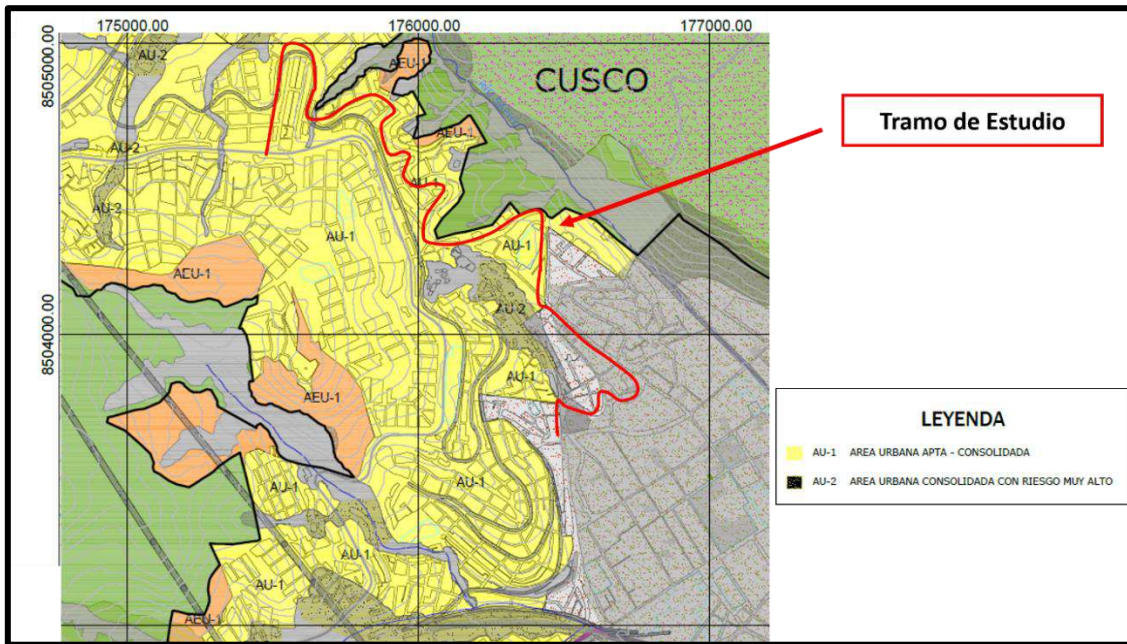 175000.00
176000.00
177000.00
8505000.00
AU-2
AEU-1
CUSCO
Tramo de Estudio
AEU-1
AU-2
AU-1
AU-2
AU-1
AU-1
AEU-1
8504000.00
AU-2
AU-1
AEU-1
LEYENDA
AU-1 AREA URBANA APTA - CONSOLIDADA
AU-2 AREA URBANA CONSOLIDADA CON RIESGO MUY ALTO
AU-1
AU-1
AU-1
AU-1
AEU-1